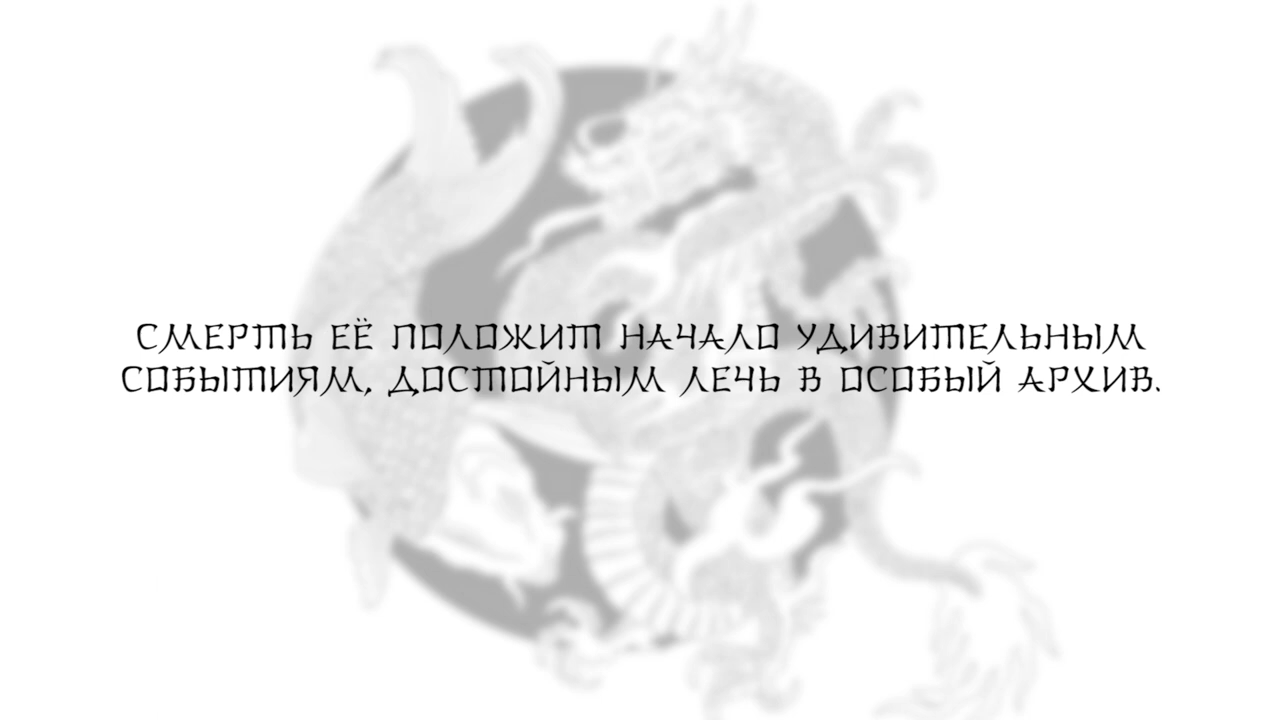 СМЕРТЬ ЕЁ ПОЛОЖИТ НАЧАЛО УДИВИТЕЛЬНЫМ
СОБЫТИЯМ, ДОСТОЙНЫМ ЛЕЧЬ В ОСОБЫЙ АРХИВ.